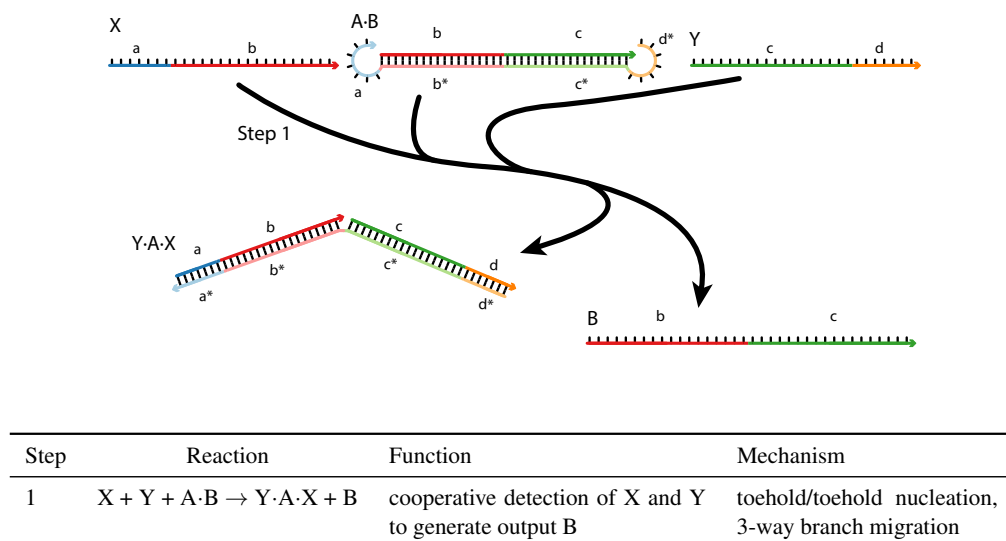 X
a
b
A·B
b
c
d*
a
b*
c*
Y
c
d
Step 1
Y·A·X
a
b
c
d
a*
b*
c*
d*
B
b
c
Step Reaction Function Mechanism
1 X + Y + A·B → Y·A·X + B cooperative detection of X and Y toehold/toehold nucleation,
to generate output B 3-way branch migration